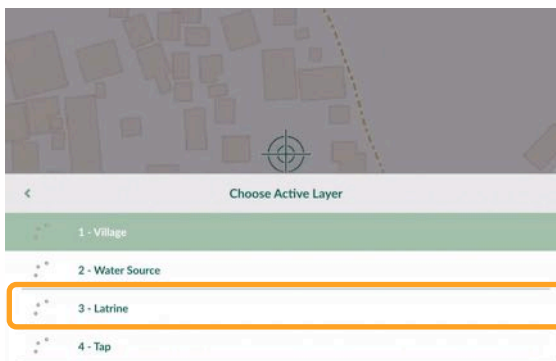 Choose Active Layer
1 - Village
2 - Water Source
3 - Latrine
4 - Tap